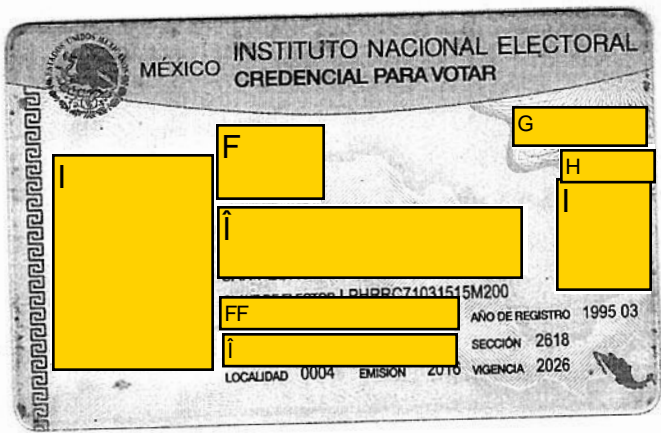 MÉXICO
INSTITUTO NACIONAL ELECTORAL
CREDENCIAL PARA VOTAR
G
F
H
I
I
Î
LPHRRC71031515M200
FF
AÑO DE REGISTRO 1995 03
Î
SECCIÓN 2618
LOCALIDAD 0004 EMISIÓN 2016 VIGENCIA 2026